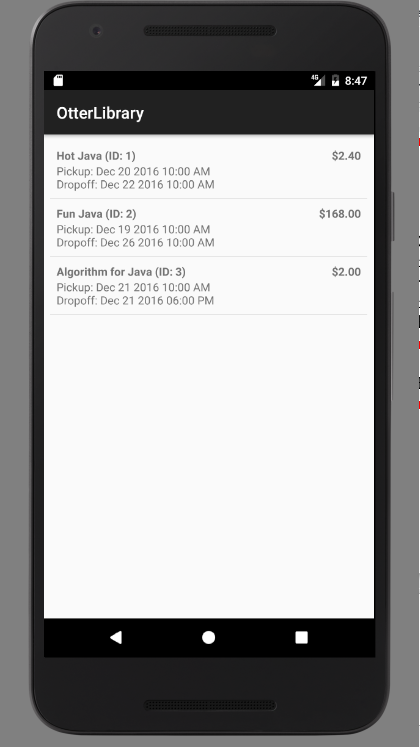 4G 8:47
OtterLibrary
Hot Java (ID: 1) $2.40
Pickup: Dec 20 2016 10:00 AM
Dropoff: Dec 22 2016 10:00 AM
Fun Java (ID: 2) $168.00
Pickup: Dec 19 2016 10:00 AM
Dropoff: Dec 26 2016 10:00 AM
Algorithm for Java (ID: 3) $2.00
Pickup: Dec 21 2016 10:00 AM
Dropoff: Dec 21 2016 06:00 PM